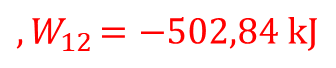 , W₁₂ = −502,84 kJ